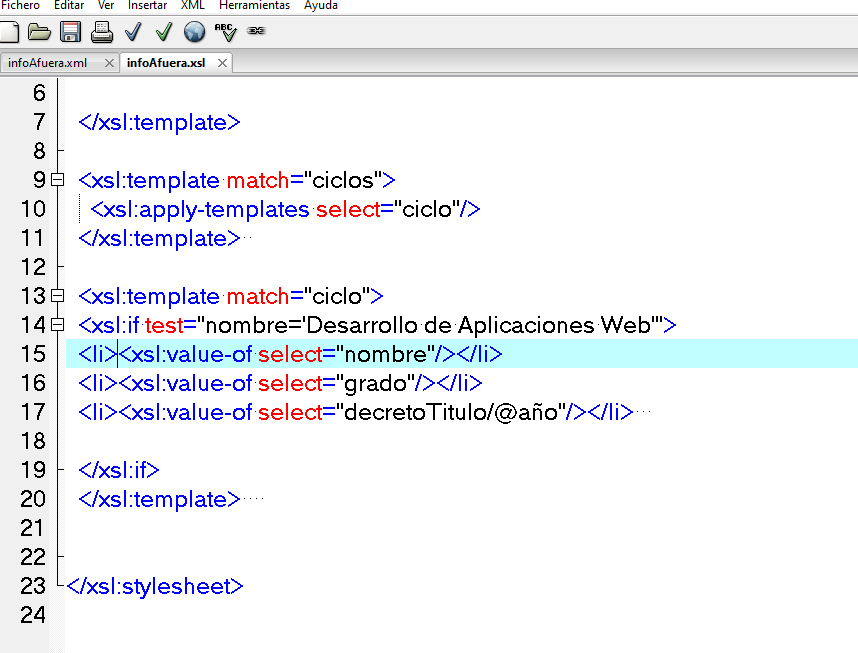 Fichero Editar Ver Insertar XML Herramientas Ayuda
ABC
infoAfuera.xml infoAfuera.xsl
6
7 </xsl:template>
8
9 <xsl:template match="ciclos">
10 <xsl:apply-templates select="ciclo"/>
11 </xsl:template>
12
13 <xsl:template match="ciclo">
14 <xsl:if test="nombre='Desarrollo de Aplicaciones Web'">
15 <li><xsl:value-of select="nombre"/></li>
16 <li><xsl:value-of select="grado"/></li>
17 <li><xsl:value-of select="decretoTitulo/@año"/></li>
18
19 </xsl:if>
20 </xsl:template>
21
22
23 </xsl:stylesheet>
24